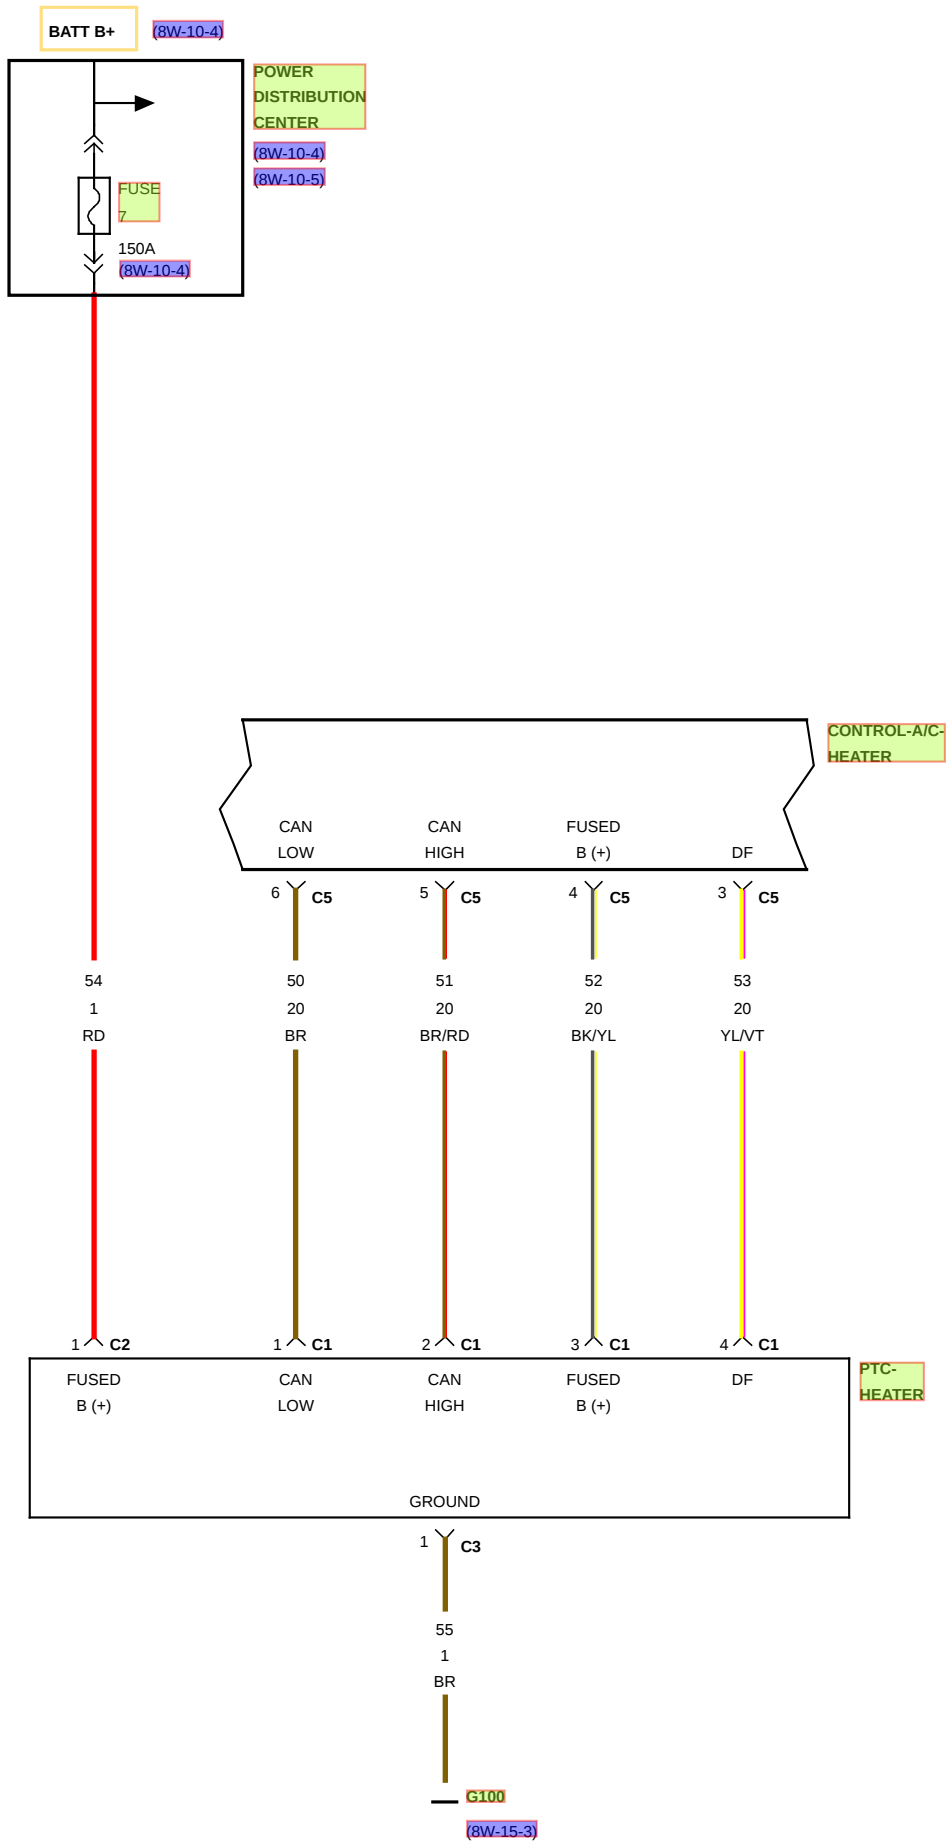 BATT B+ (8W-10-4)
POWER
DISTRIBUTION
CENTER
(8W-10-4)
(8W-10-5)
FUSE
7
150A
(8W-10-4)
CONTROL-A/C-
HEATER
CAN CAN FUSED
LOW HIGH B (+) DF
6 C5 5 C5 4 C5 3 C5
54 50 51 52 53
1 20 20 20 20
RD BR BR/RD BK/YL YL/VT
1 C2 1 C1 2 C1 3 C1 4 C1
PTC-
HEATER
FUSED CAN CAN FUSED DF
B (+) LOW HIGH B (+)
GROUND
1 C3
55
1
BR
G100
(8W-15-3)